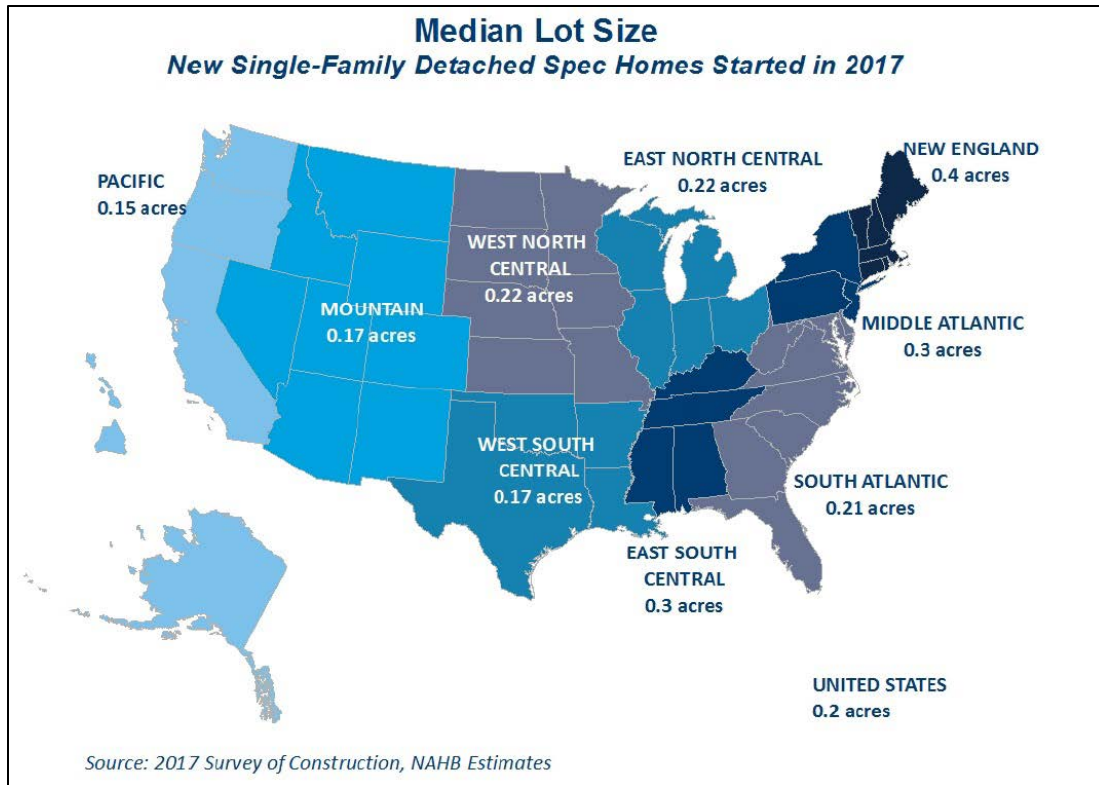 Median Lot Size
New Single-Family Detached Spec Homes Started in 2017
PACIFIC
0.15 acres
MOUNTAIN
0.17 acres
WEST NORTH
CENTRAL
0.22 acres
WEST SOUTH
CENTRAL
0.17 acres
EAST NORTH CENTRAL
0.22 acres
EAST SOUTH
CENTRAL
0.3 acres
NEW ENGLAND
0.4 acres
MIDDLE ATLANTIC
0.3 acres
SOUTH ATLANTIC
0.21 acres
UNITED STATES
0.2 acres
Source: 2017 Survey of Construction, NAHB Estimates